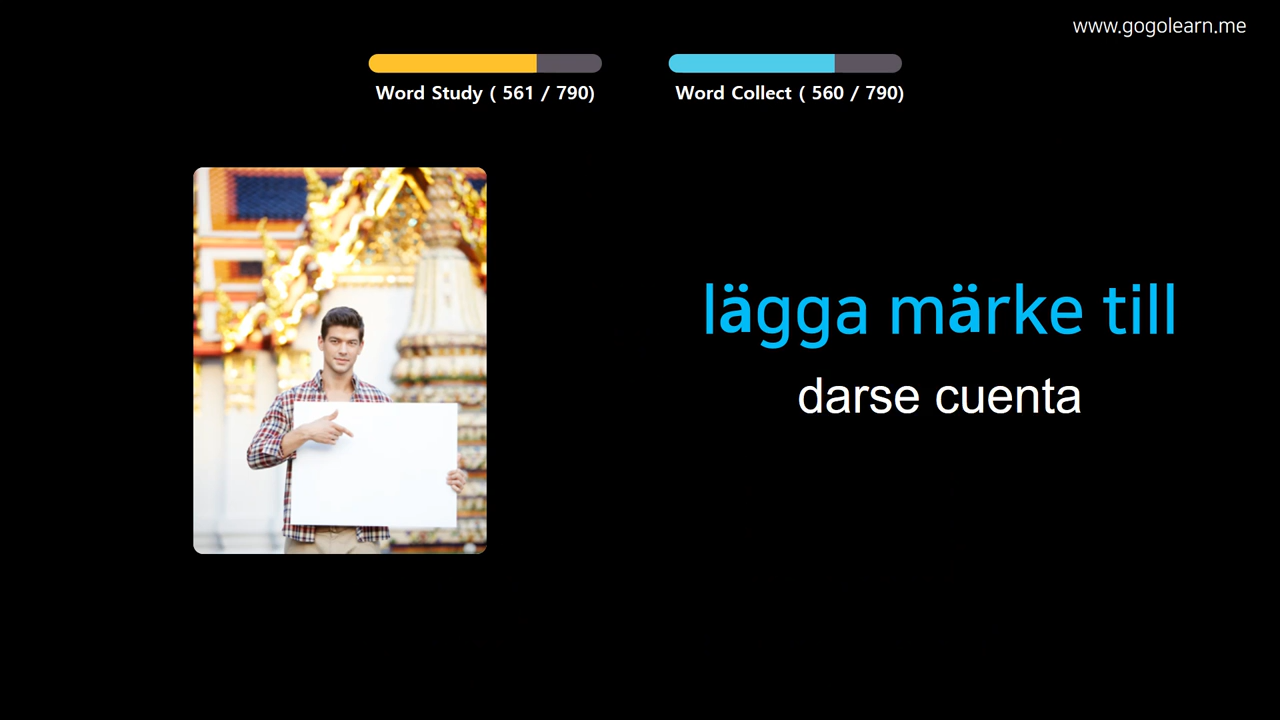 www.gogolearn.me
Word Study ( 561 / 790)
Word Collect ( 560 / 790)
lägga märke till
darse cuenta